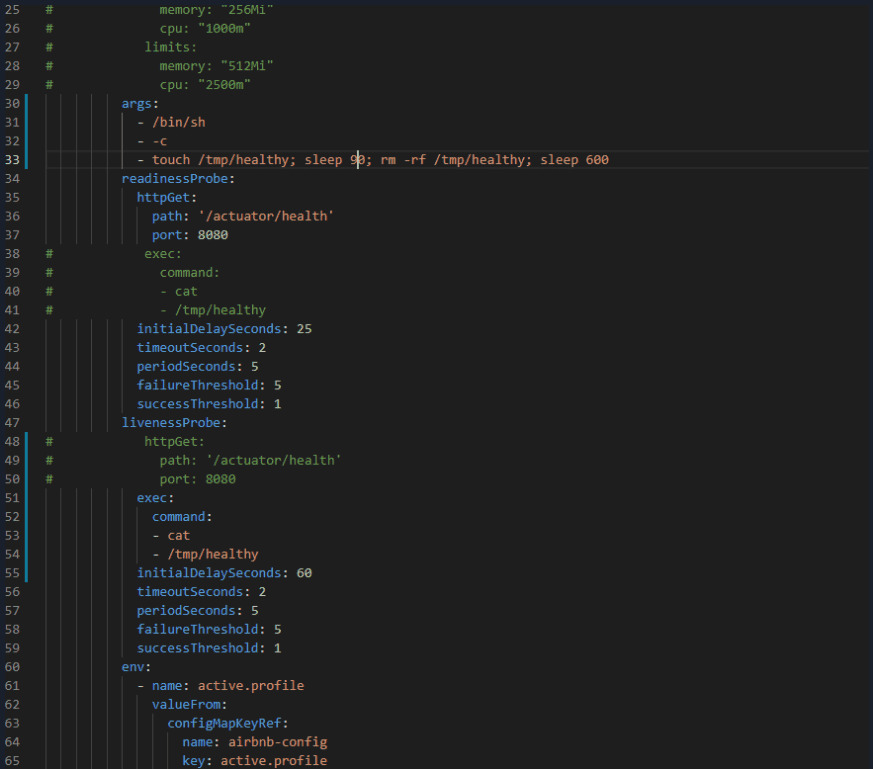 25 # memory: "256Mi"
26 # cpu: "1000m"
27 # limits:
28 # memory: "512Mi"
29 # cpu: "2500m"
30 args:
31 - /bin/sh
32 - -c
33 - touch /tmp/healthy; sleep 90; rm -rf /tmp/healthy; sleep 600
34 readinessProbe:
35 httpGet:
36 path: '/actuator/health'
37 port: 8080
38 # exec:
39 # command:
40 # - cat
41 # - /tmp/healthy
42 initialDelaySeconds: 25
43 timeoutSeconds: 2
44 periodSeconds: 5
45 failureThreshold: 5
46 successThreshold: 1
47 livenessProbe:
48 # httpGet:
49 # path: '/actuator/health'
50 # port: 8080
51 exec:
52 command:
53 - cat
54 - /tmp/healthy
55 initialDelaySeconds: 60
56 timeoutSeconds: 2
57 periodSeconds: 5
58 failureThreshold: 5
59 successThreshold: 1
60 env:
61 - name: active.profile
62 valueFrom:
63 configMapKeyRef:
64 name: airbnb-config
65 key: active.profile